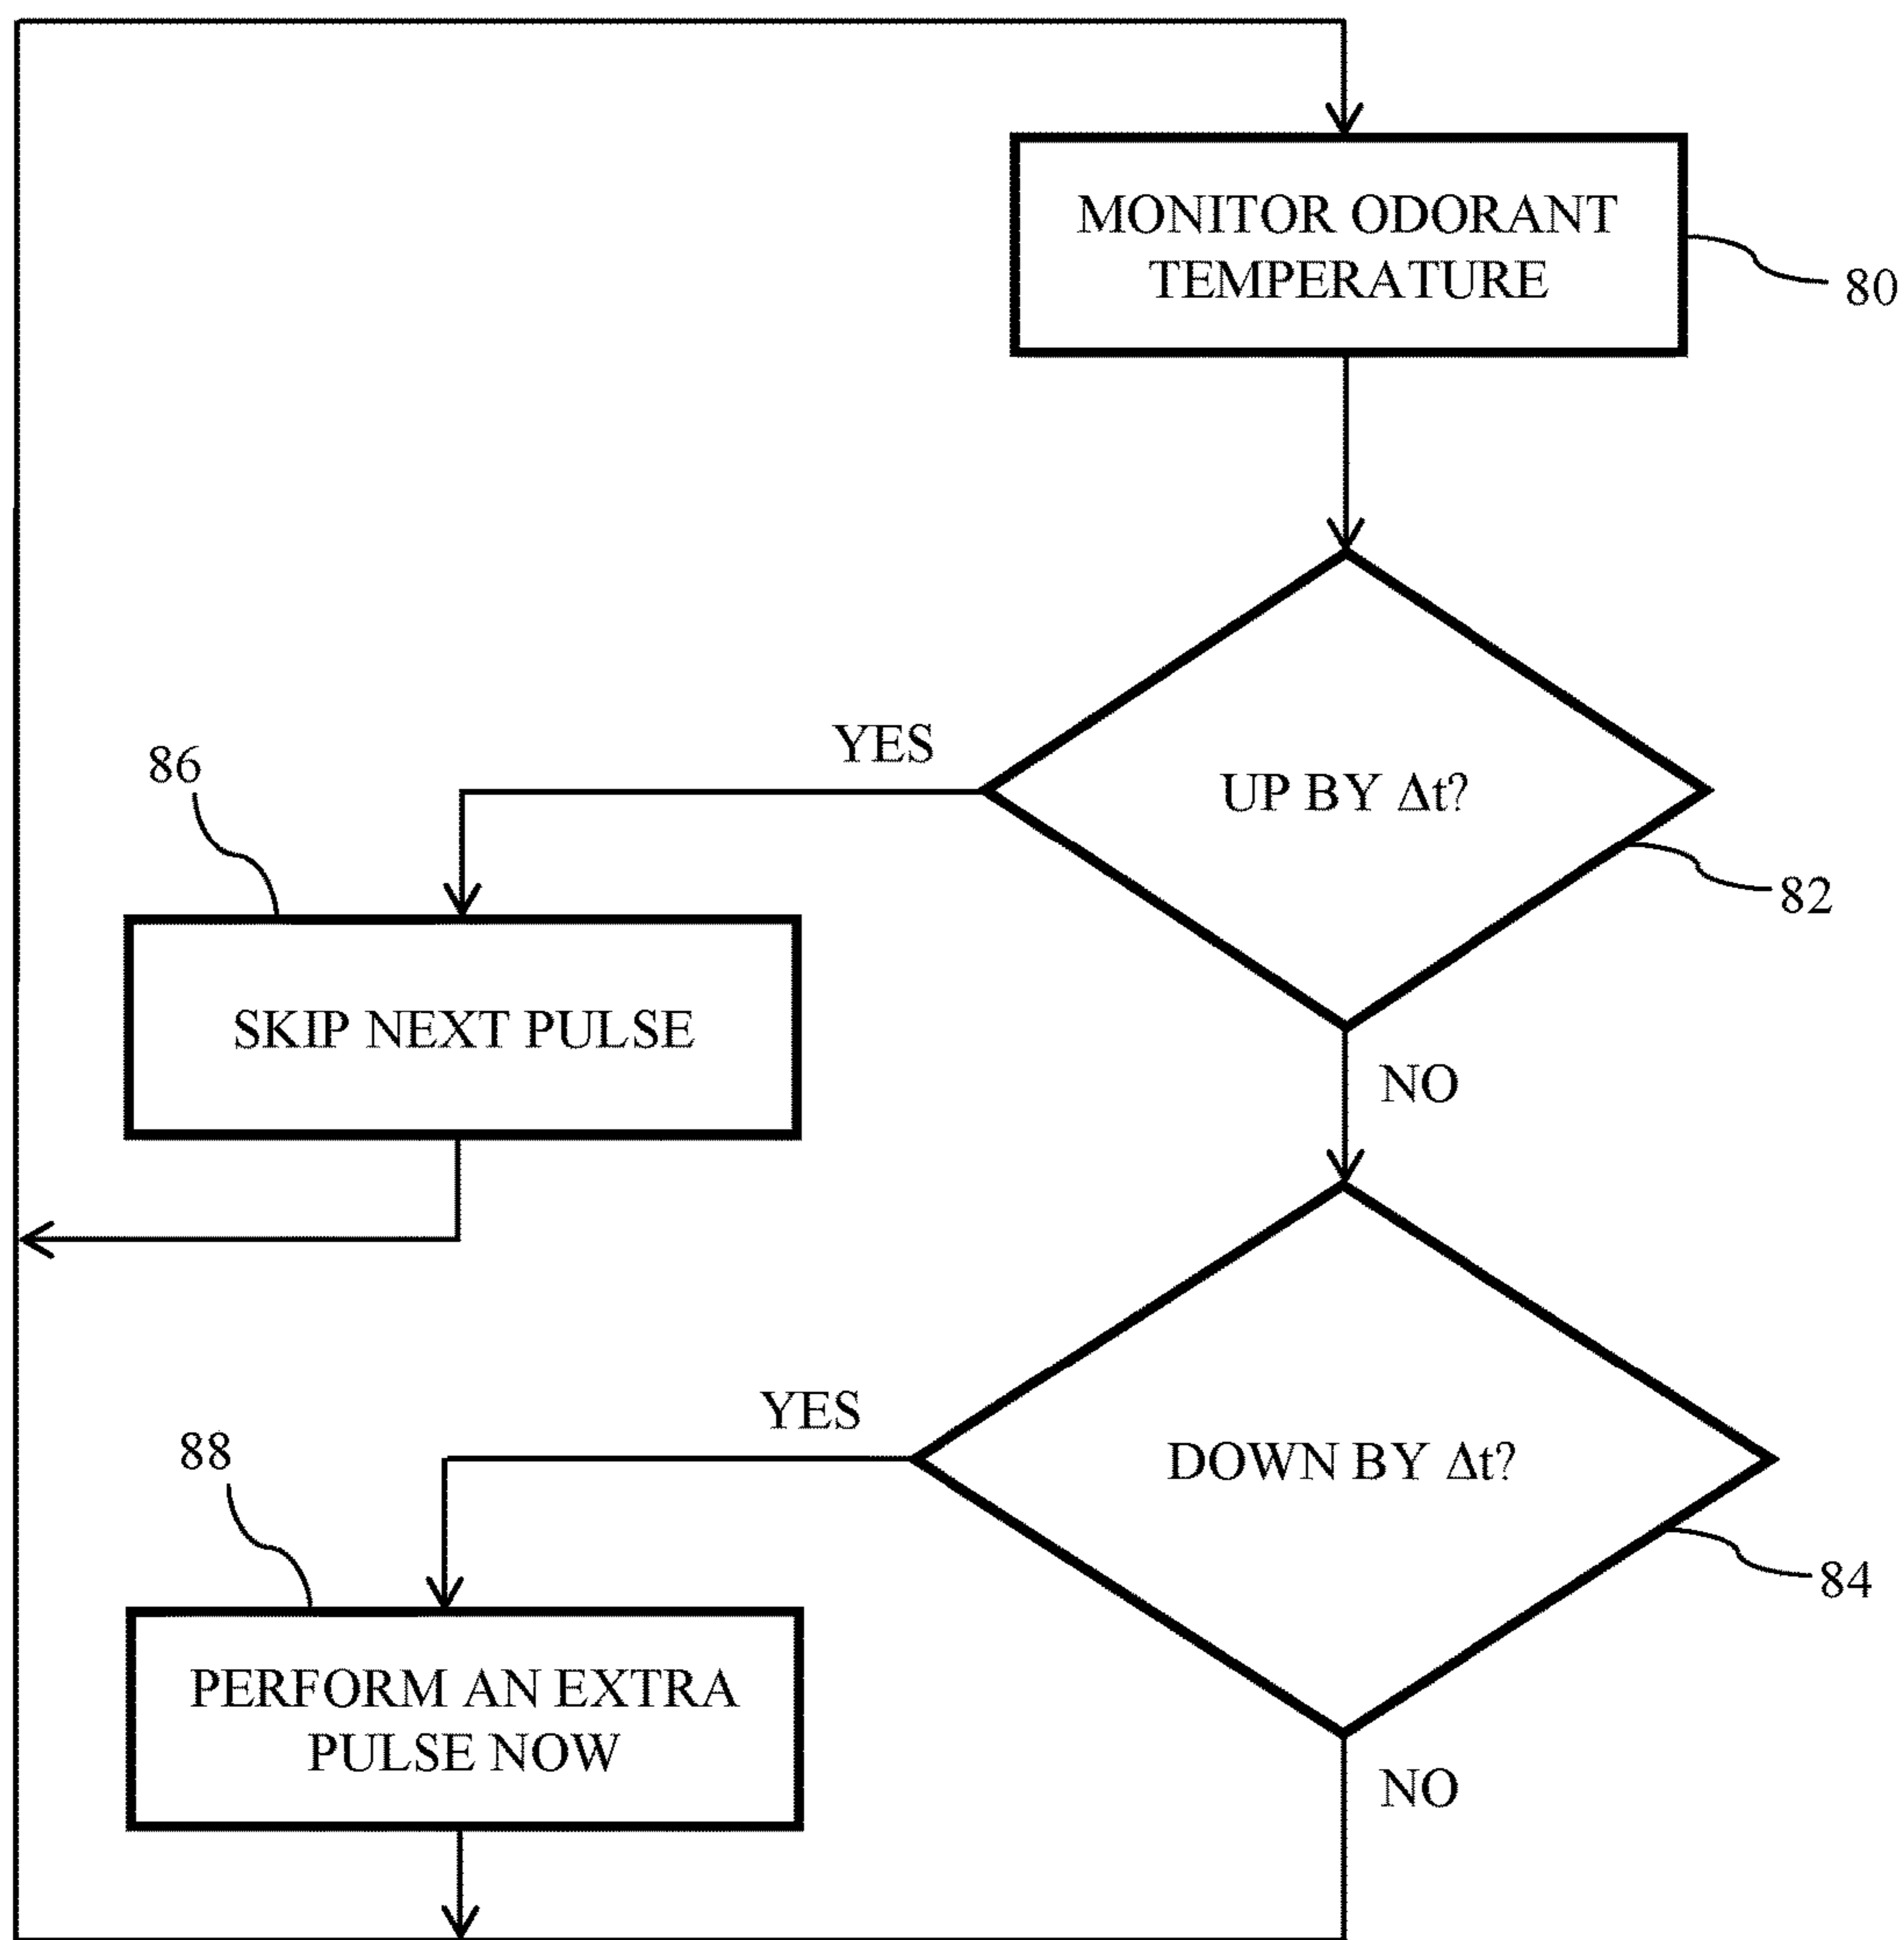 MONITOR ODORANT
TEMPERATURE
80
YES
UP BY Δt?
86
82
SKIP NEXT PULSE
NO
YES
DOWN BY Δt?
88
84
PERFORM AN EXTRA
PULSE NOW
NO